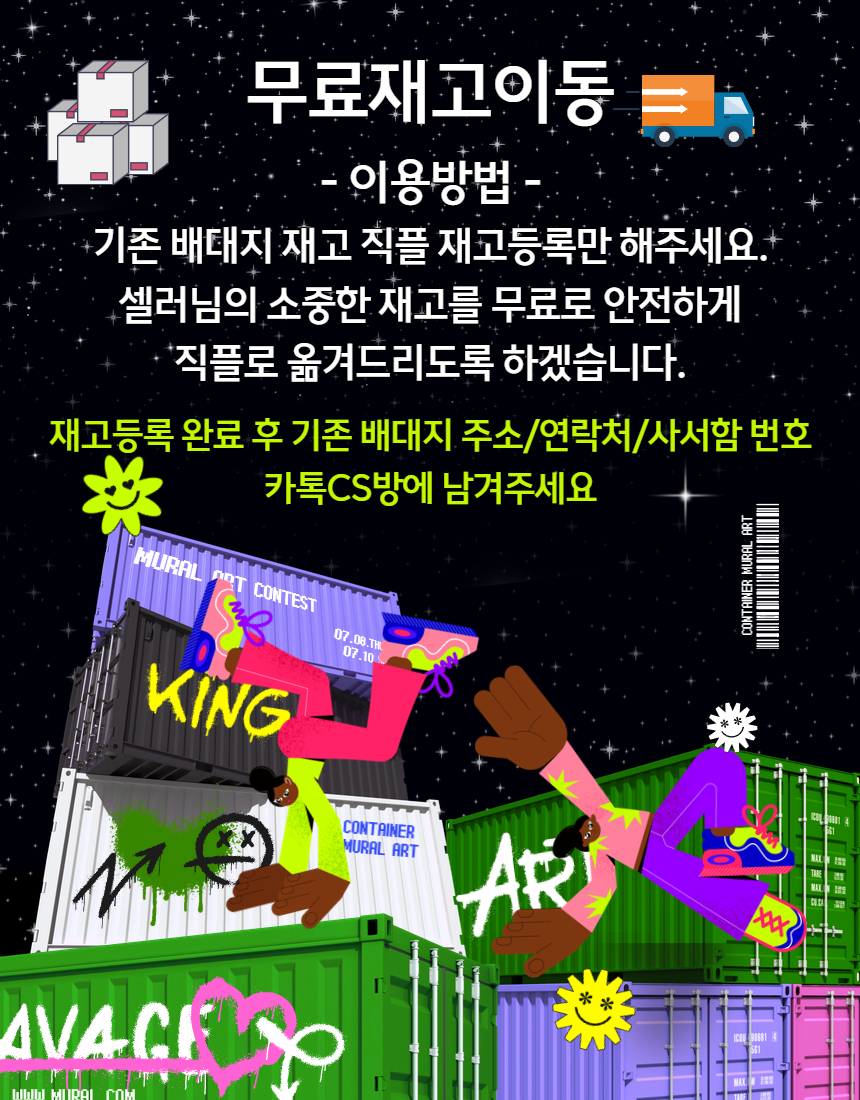 무료재고이동
- 이용방법 -
기존 배대지 재고 직플 재고등록만 해주세요.
셀러님의 소중한 재고를 무료로 안전하게
직플로 옮겨드리도록 하겠습니다.
재고등록 완료 후 기존 배대지 주소/연락처/사서함 번호
카톡CS방에 남겨주세요
CONTAINER MURAL ART
MURAL ART CONTEST
07.08.
07.10
KING
CONTAINER
MURAL ART
ART
AVAGE
WWW.MURAL.COM